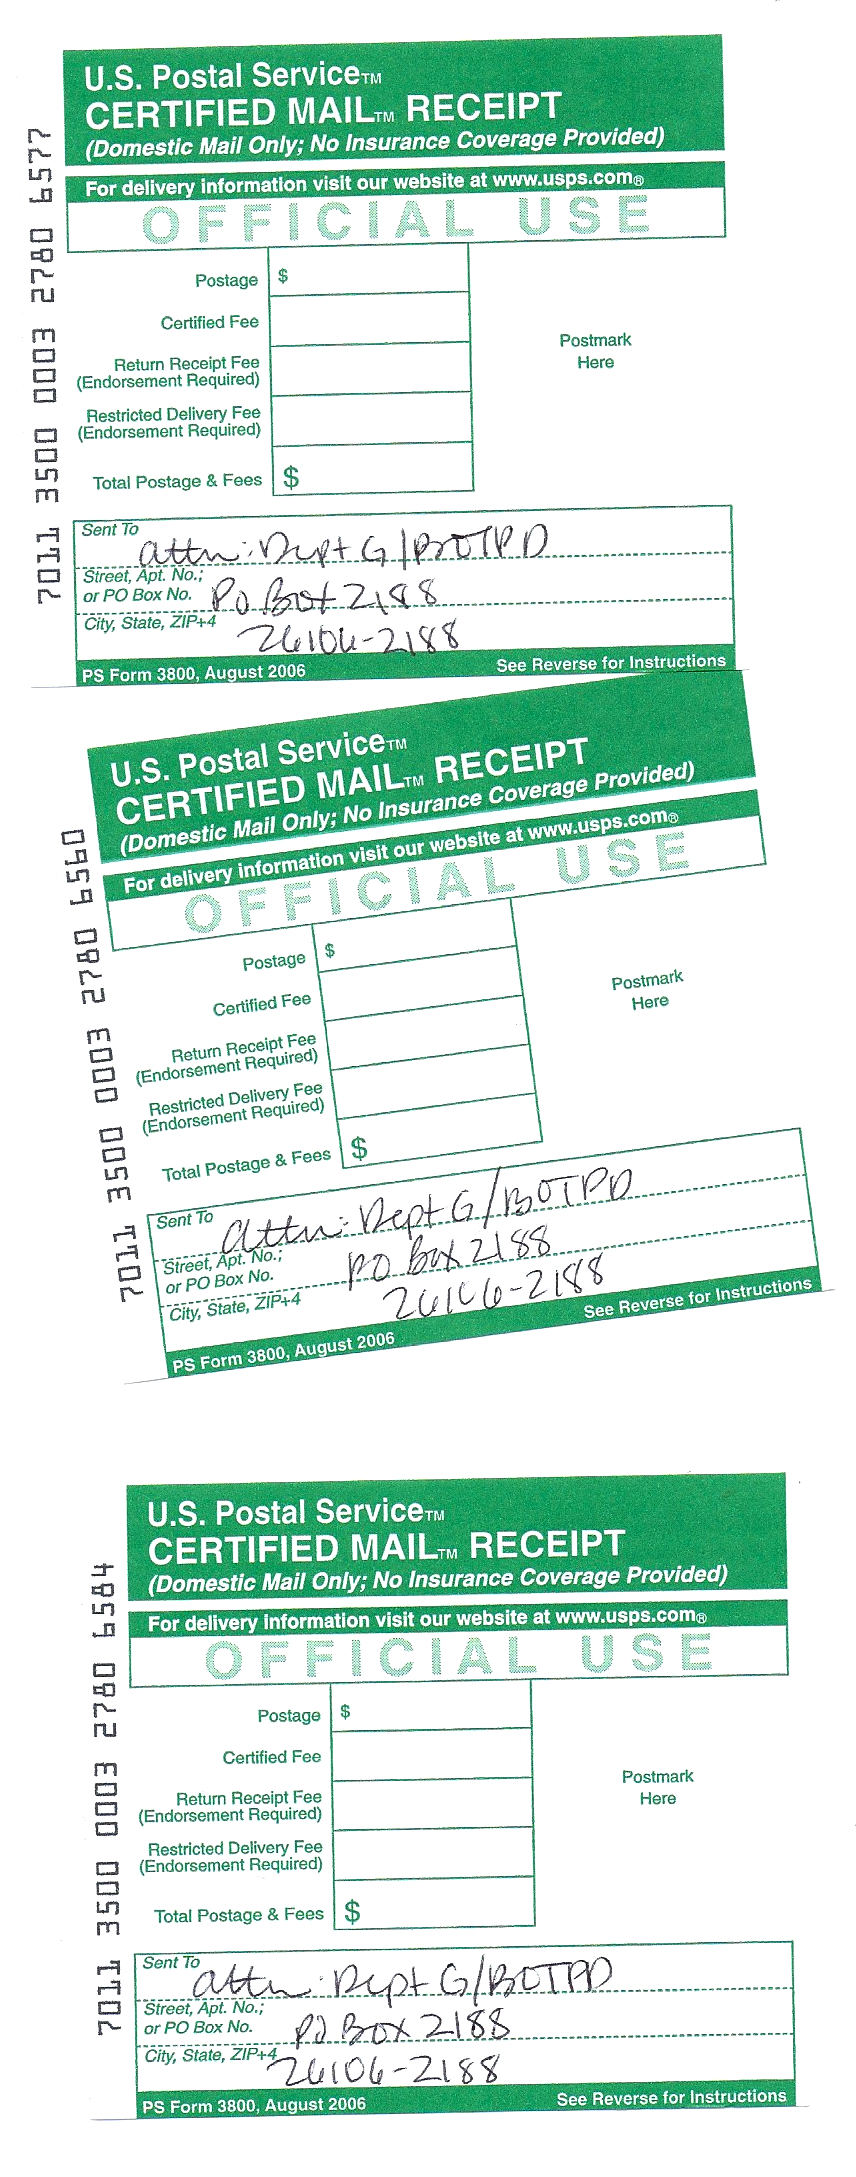 U.S. Postal Service™
CERTIFIED MAIL™ RECEIPT
(Domestic Mail Only; No Insurance Coverage Provided)
For delivery information visit our website at www.usps.com®
OFFICIAL USE
7011 3500 0003 2780 6577
Postage $
Certified Fee
Postmark
Here
Return Receipt Fee
(Endorsement Required)
Restricted Delivery Fee
(Endorsement Required)
Total Postage & Fees $
Sent To
attn: Dept G/BOTPD
Street, Apt. No.;
or PO Box No. PO Box 2188
City, State, ZIP+4
26106-2188
PS Form 3800, August 2006 See Reverse for Instructions
U.S. Postal Service™
CERTIFIED MAIL™ RECEIPT
(Domestic Mail Only; No Insurance Coverage Provided)
For delivery information visit our website at www.usps.com®
OFFICIAL USE
7011 3500 0003 2780 6560
Postage $
Certified Fee
Postmark
Here
Return Receipt Fee
(Endorsement Required)
Restricted Delivery Fee
(Endorsement Required)
Total Postage & Fees $
Sent To
attn: Dept G/BOTPD
Street, Apt. No.;
or PO Box No. PO Box 2188
City, State, ZIP+4 26106-2188
PS Form 3800, August 2006 See Reverse for Instructions
U.S. Postal Service™
CERTIFIED MAIL™ RECEIPT
(Domestic Mail Only; No Insurance Coverage Provided)
For delivery information visit our website at www.usps.com®
OFFICIAL USE
7011 3500 0003 2780 6584
Postage $
Certified Fee
Postmark
Here
Return Receipt Fee
(Endorsement Required)
Restricted Delivery Fee
(Endorsement Required)
Total Postage & Fees $
Sent To
attn: Dept G/BOTPD
Street, Apt. No.;
or PO Box No. PO Box 2188
City, State, ZIP+4
26106-2188
PS Form 3800, August 2006 See Reverse for Instructions